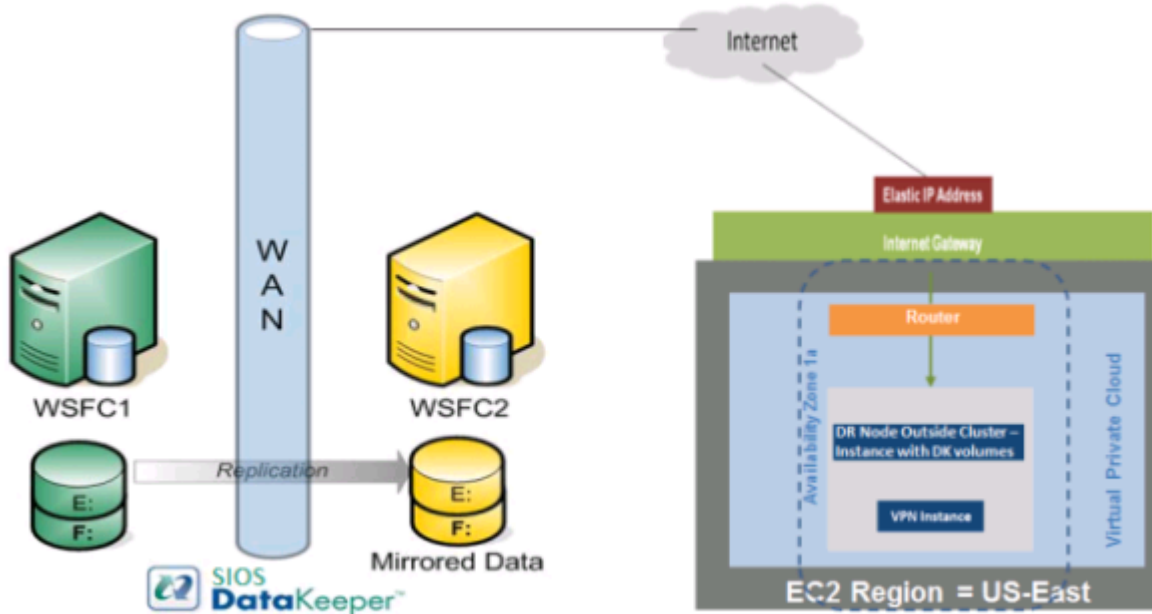 Internet
Elastic IP Address
Internet Gateway
W
A
N
Router
WSFC1
WSFC2
Availability Zone 1a
Virtual Private Cloud
DR Node Outside Cluster –
Instance with DK volumes
Replication
E:
F:
E:
F:
VPN Instance
Mirrored Data
SIOS
DataKeeper™
EC2 Region = US-East